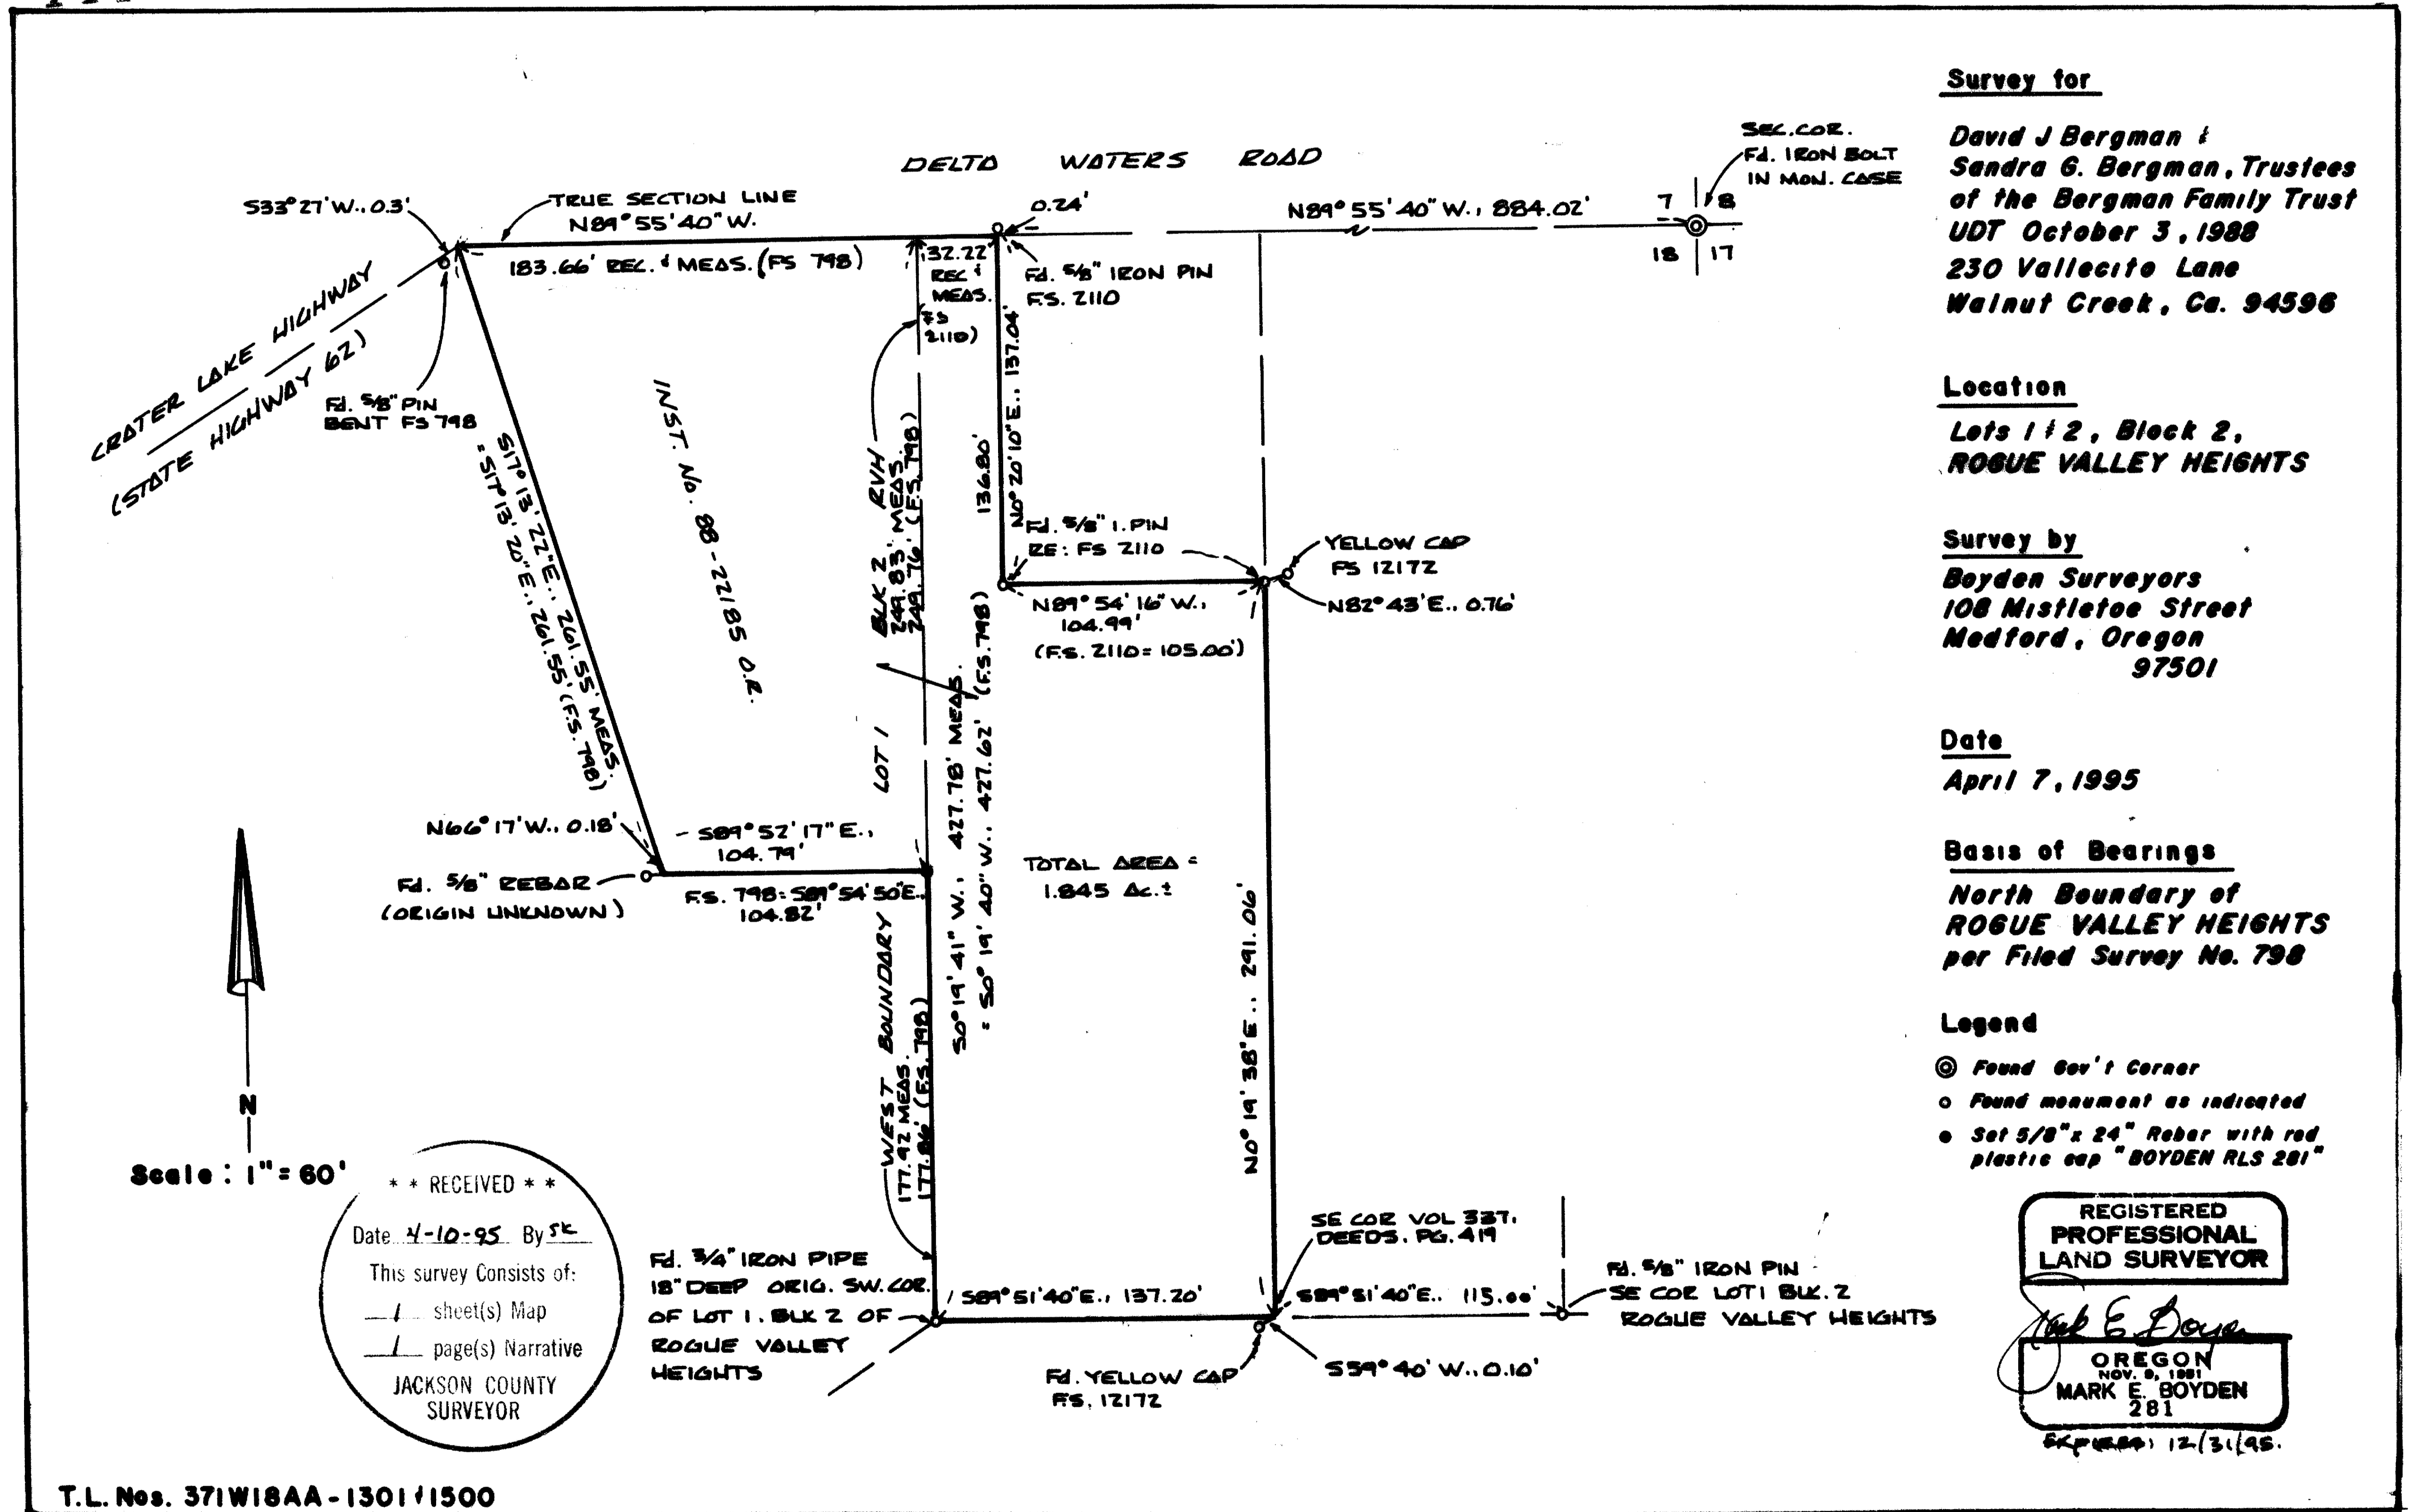 DELTA WATERS ROAD
SEC. COR.
Fd. IRON BOLT
IN MON. CASE
7 8
18 17
N89°55'40"W., 884.02'
0.24'
TRUE SECTION LINE
N89°55'40"W.
S33°27'W., 0.3'
183.66' REC. & MEAS. (FS 798)
32.22
REC &
MEAS.
(FS
2110)
Fd. 5/8" IRON PIN
F.S. 2110
CRATER LAKE HIGHWAY
(STATE HIGHWAY 62)
Fd. 5/8" PIN
BENT FS 798
S17°13'22"E., 261.55' MEAS.
= S17°13'20"E., 261.55' (F.S. 798)
INST. No. 88-22185 O.R.
LOT 1 BLK 2 RVH
249.83' MEAS.
249.76' (F.S. 798)
136.80'
N0°20'10"E., 137.04'
Fd. 5/8" I. PIN
RE: FS 2110
YELLOW CAP
FS 12172
N82°43'E., 0.76'
N89°54'16"W.,
104.99'
(F.S. 2110 = 105.00')
S0°19'41"W., 427.78' MEAS.
= S0°19'40"W., 427.62' (F.S. 798)
N66°17'W., 0.18'
S89°52'17"E.,
104.79'
Fd. 5/8" REBAR
(ORIGIN UNKNOWN)
F.S. 798: S89°54'50"E.,
104.82'
TOTAL AREA =
1.845 Ac.±
N0°19'38"E., 291.06'
WEST BOUNDARY
177.92 MEAS.
177.86' (F.S. 798)
Fd. 3/4" IRON PIPE
18" DEEP ORIG. SW. COR.
OF LOT 1, BLK 2 OF
ROGUE VALLEY
HEIGHTS
S89°51'40"E., 137.20'
SE COR VOL 337,
DEEDS, PG. 419
S89°51'40"E., 115.00'
Fd. 5/8" IRON PIN
SE COR LOT 1 BLK. 2
ROGUE VALLEY HEIGHTS
Fd. YELLOW CAP
F.S. 12172
S59°40'W., 0.10'
N
Scale: 1"=60'
* * RECEIVED * *
Date 4-10-95 By SK
This survey Consists of:
1 sheet(s) Map
1 page(s) Narrative
JACKSON COUNTY
SURVEYOR
T.L. Nos. 371W18AA-1301 & 1500
Survey for
David J Bergman &
Sandra G. Bergman, Trustees
of the Bergman Family Trust
UDT October 3, 1988
230 Vallecito Lane
Walnut Creek, Ca. 94596
Location
Lots 1 & 2, Block 2,
ROGUE VALLEY HEIGHTS
Survey by
Boyden Surveyors
108 Mistletoe Street
Medford, Oregon
97501
Date
April 7, 1995
Basis of Bearings
North Boundary of
ROGUE VALLEY HEIGHTS
per Filed Survey No. 798
Legend
Found Gov't Corner
Found monument as indicated
Set 5/8" x 24" Rebar with red
plastic cap "BOYDEN RLS 281"
REGISTERED
PROFESSIONAL
LAND SURVEYOR
Mark E Boyden
OREGON
NOV. 9, 1951
MARK E. BOYDEN
281
EXPIRES: 12/31/95.